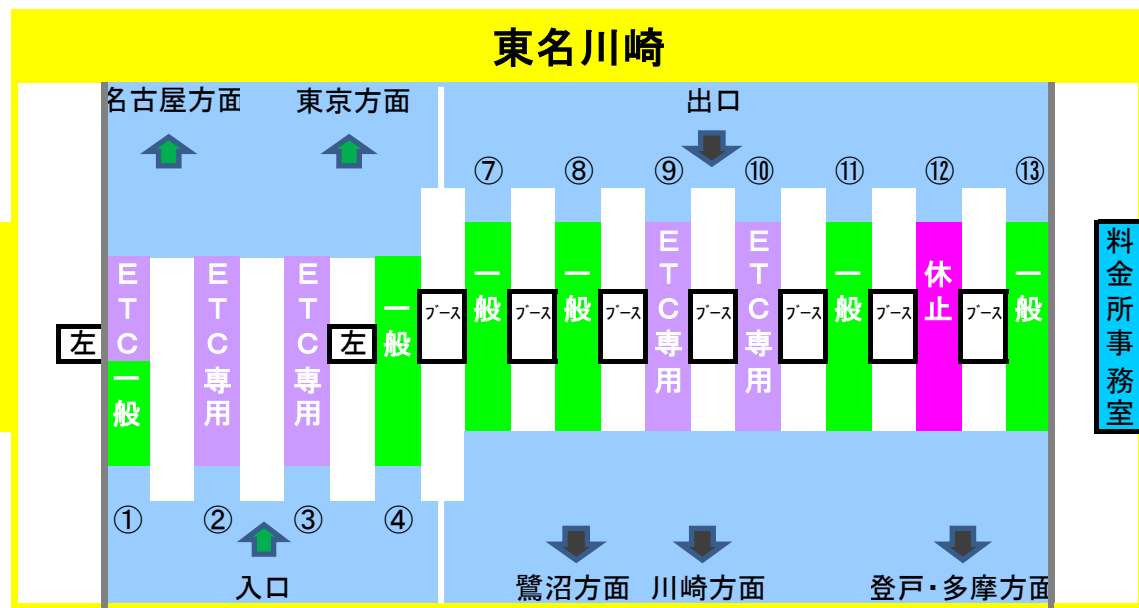 東名川崎
名古屋方面 東京方面 出口
⑦ ⑧ ⑨ ⑩ ⑪ ⑫ ⑬
ETC一般
ETC専用
ETC専用
一般
一般
一般
ETC専用
ETC専用
一般
休止
一般
左 左 ブース ブース ブース ブース ブース ブース ブース
料金所事務室
① ② ③ ④
入口 鷺沼方面 川崎方面 登戸・多摩方面